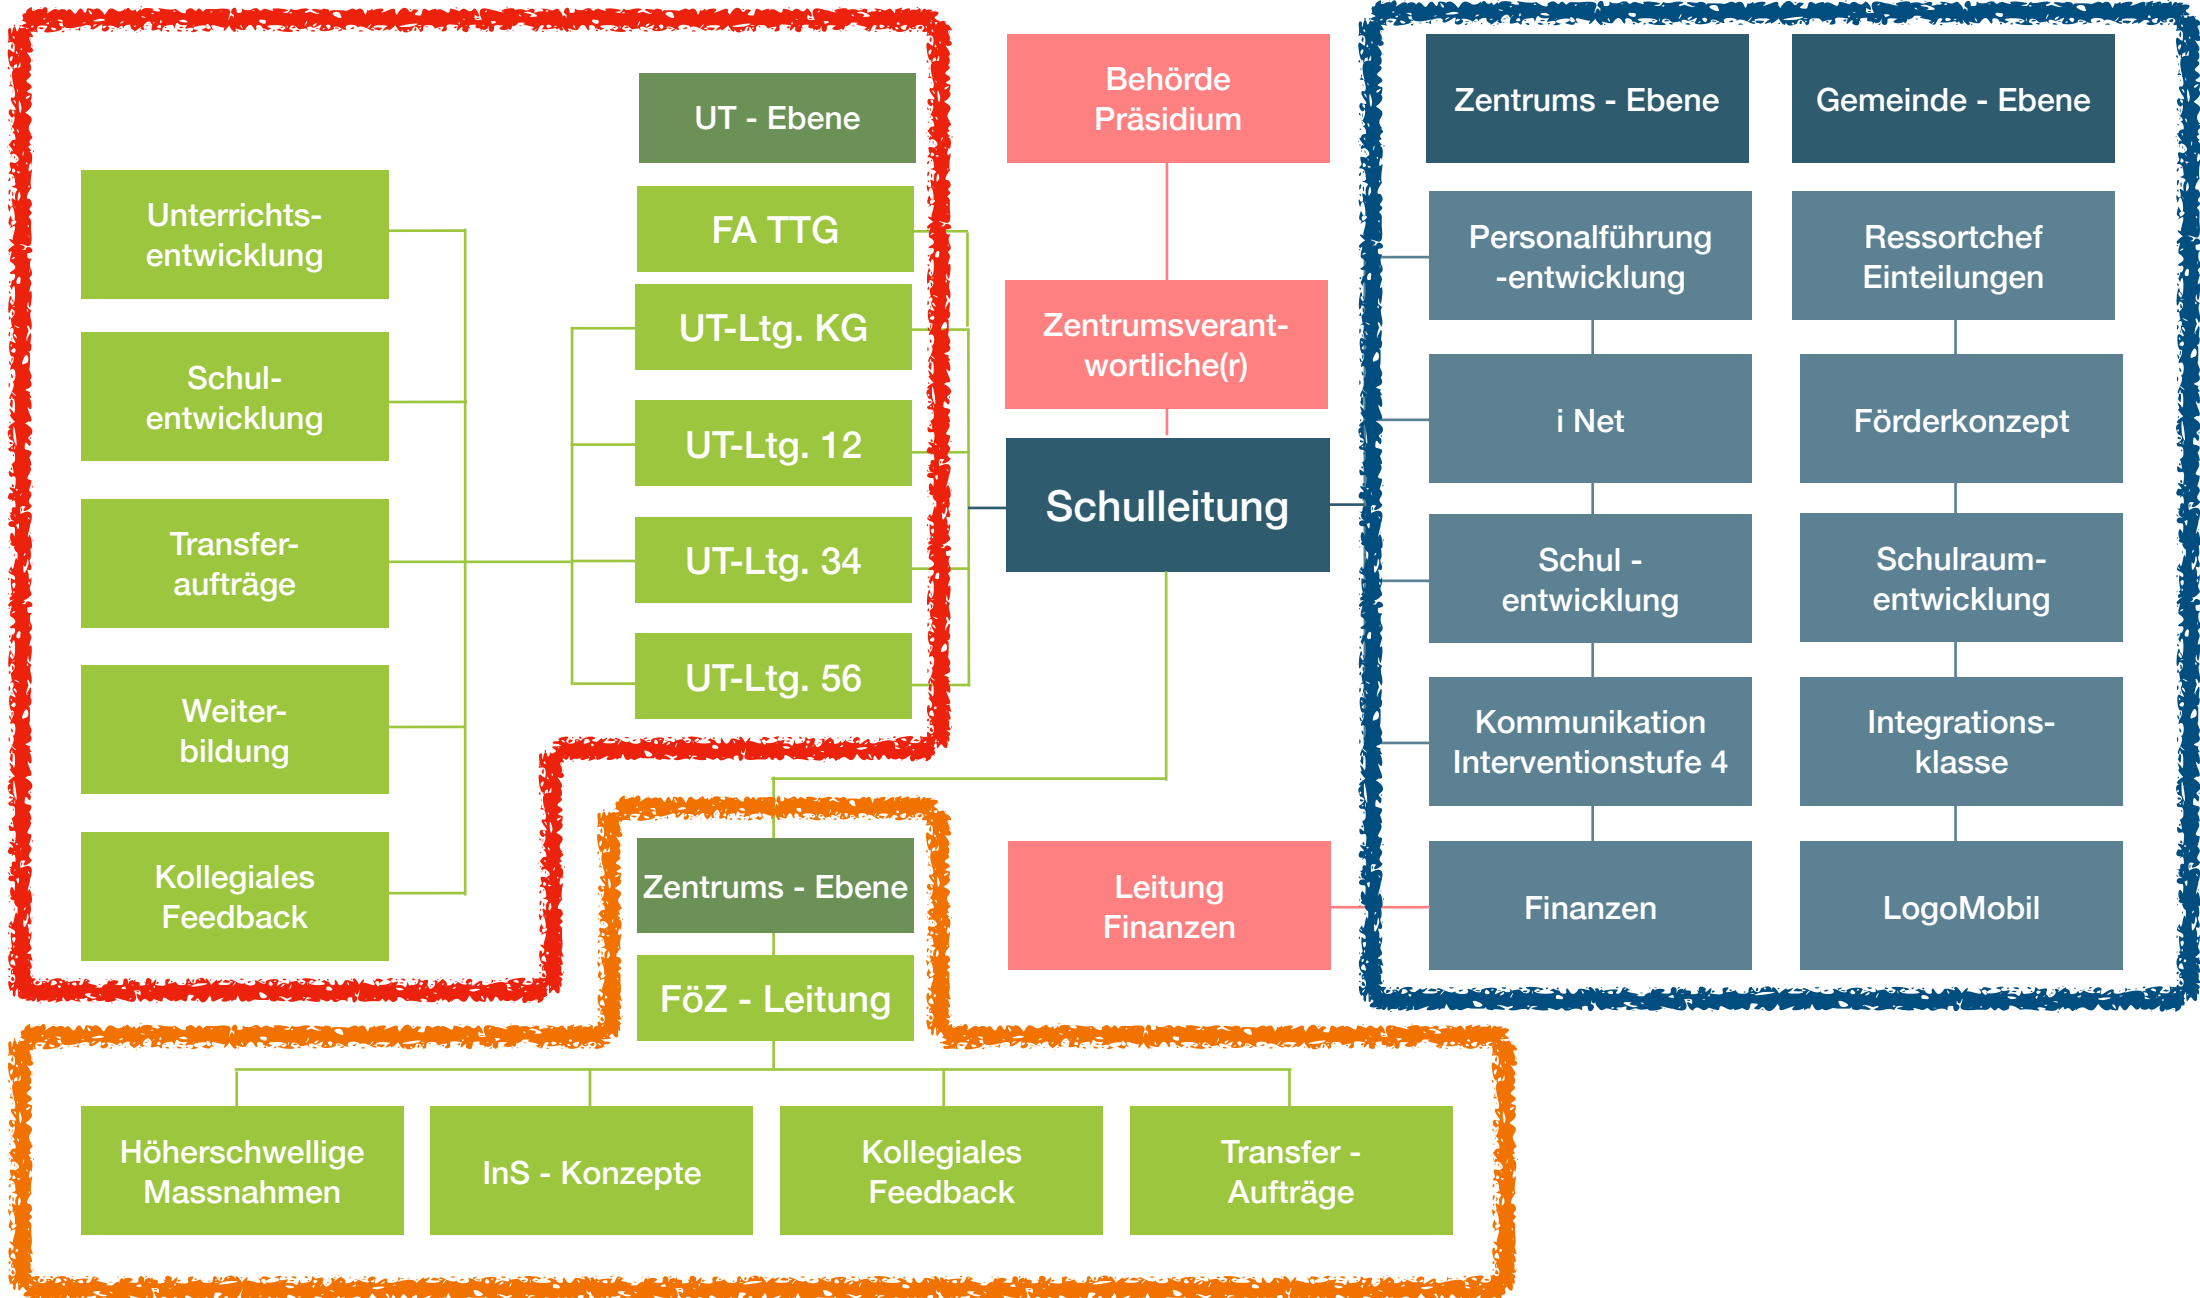 UT - Ebene
FA TTG
UT-Ltg. KG
UT-Ltg. 12
UT-Ltg. 34
UT-Ltg. 56
Unterrichts-
entwicklung
Schul-
entwicklung
Transfer-
aufträge
Weiter-
bildung
Kollegiales
Feedback
Behörde
Präsidium
Zentrumsverant-
wortliche(r)
Schulleitung
Zentrums - Ebene
Personalführung
-entwicklung
i Net
Schul -
entwicklung
Kommunikation
Interventionstufe 4
Finanzen
Gemeinde - Ebene
Ressortchef
Einteilungen
Förderkonzept
Schulraum-
entwicklung
Integrations-
klasse
LogoMobil
Leitung
Finanzen
Zentrums - Ebene
FöZ - Leitung
Höherschwellige
Massnahmen
InS - Konzepte
Kollegiales
Feedback
Transfer -
Aufträge